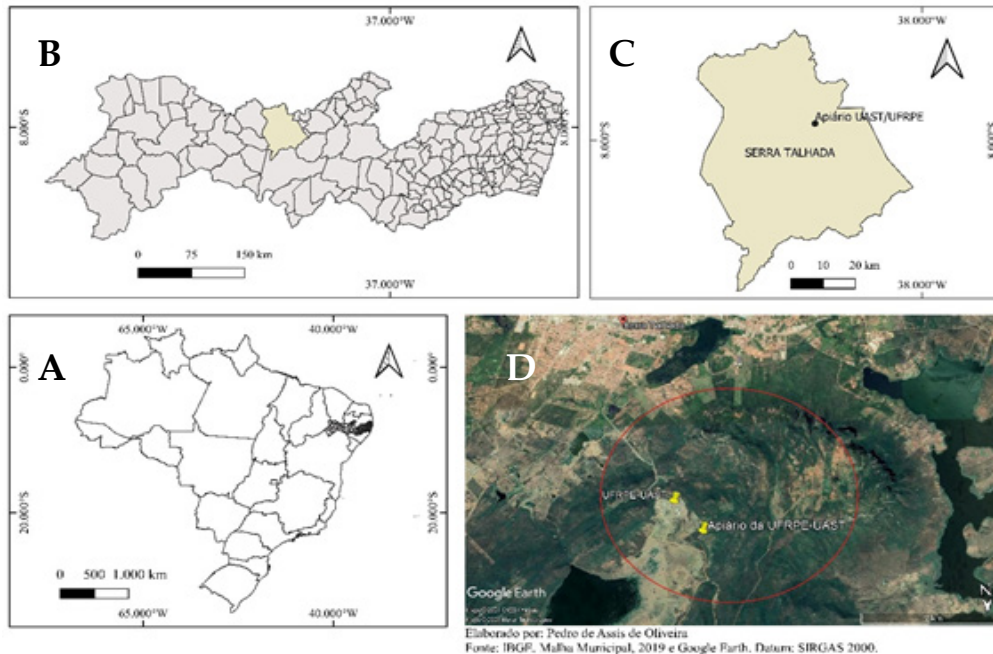 B
37.000°W
8.000°S
8.000°S
0 75 150 km
37.000°W
C
38.000°W
8.000°S
8.000°S
Apiário UAST/UFRPE
SERRA TALHADA
0 10 20 km
38.000°W
A
65.000°W 40.000°W
0.000°
0.000°
20.000°S
20.000°S
0 500 1.000 km
65.000°W 40.000°W
D
UFRPE-UAST
Apiário da UFRPE-UAST
Google Earth
N
Elaborado por: Pedro de Assis de Oliveira
Fonte: IBGE, Malha Municipal, 2019 e Google Earth. Datum: SIRGAS 2000.